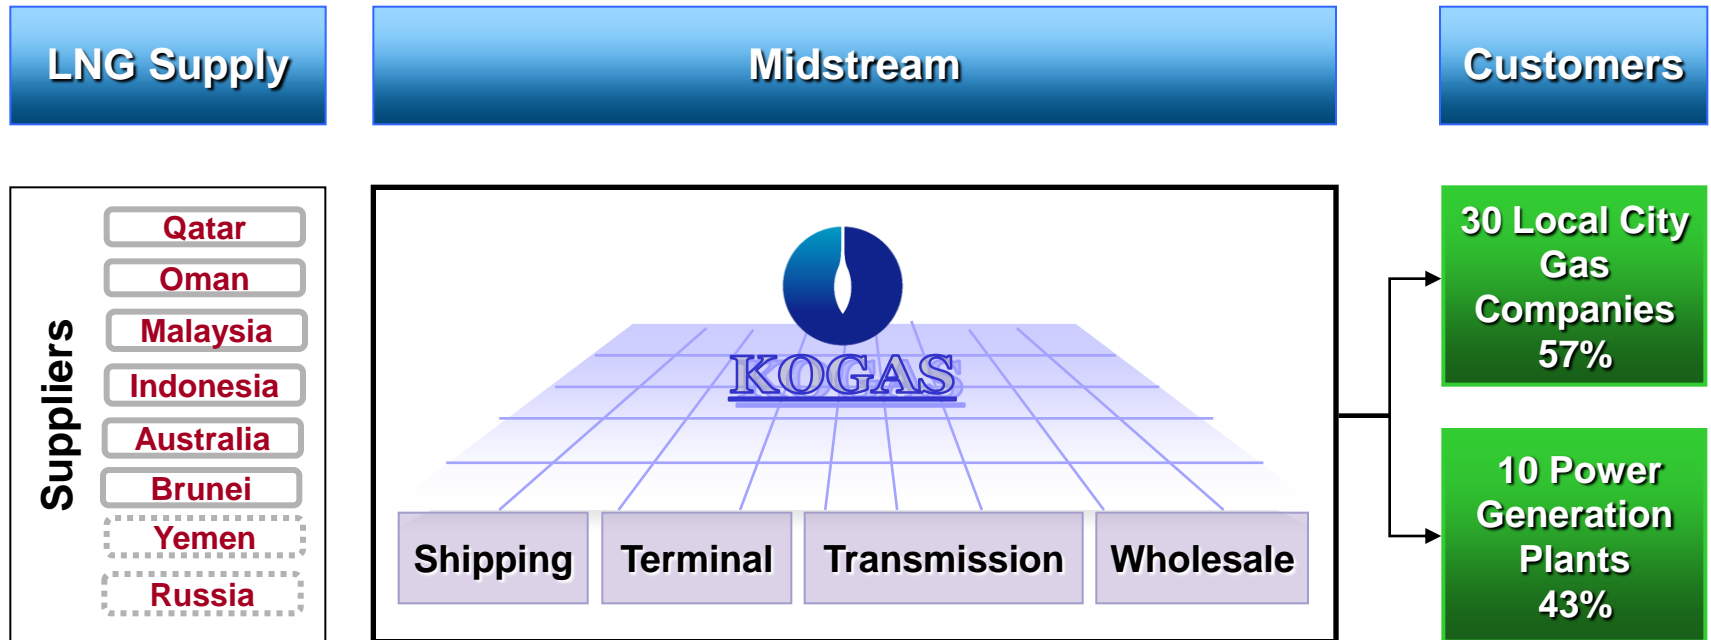 LNG Supply
Midstream
Customers
Suppliers
Qatar
Oman
Malaysia
Indonesia
Australia
Brunei
Yemen
Russia
KOGAS
Shipping
Terminal
Transmission
Wholesale
30 Local City
Gas
Companies
57%
10 Power
Generation
Plants
43%